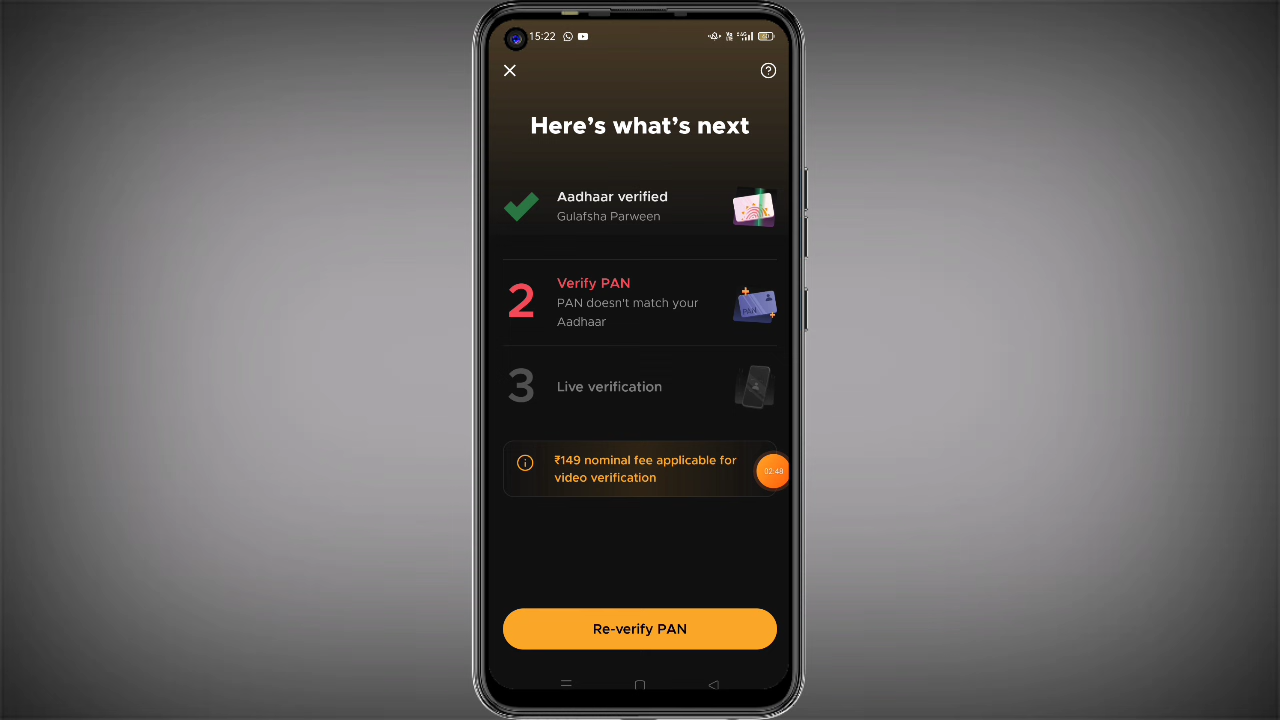 15:22
Here's what's next
Aadhaar verified
Gulafsha Parween
2
Verify PAN
PAN doesn't match your
Aadhaar
PAN
3
Live verification
₹149 nominal fee applicable for
video verification
02:48
Re-verify PAN